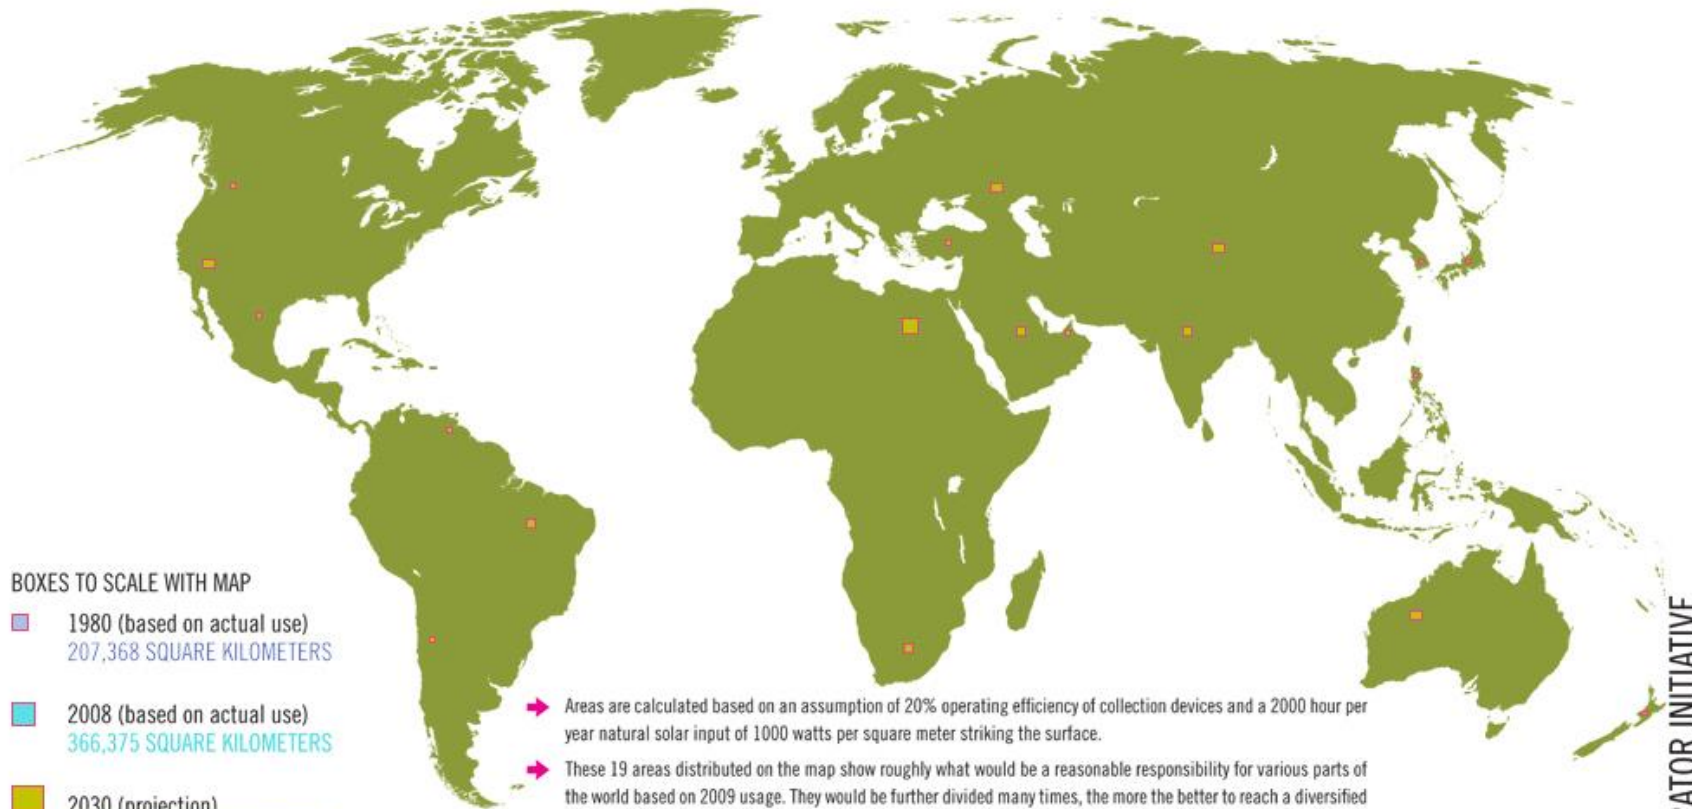 BOXES TO SCALE WITH MAP
1980 (based on actual use)
207,368 SQUARE KILOMETERS
2008 (based on actual use)
366,375 SQUARE KILOMETERS
2030 (projection)
Areas are calculated based on an assumption of 20% operating efficiency of collection devices and a 2000 hour per
year natural solar input of 1000 watts per square meter striking the surface.
These 19 areas distributed on the map show roughly what would be a reasonable responsibility for various parts of
the world based on 2009 usage. They would be further divided many times, the more the better to reach a diversified
INITIATIVE